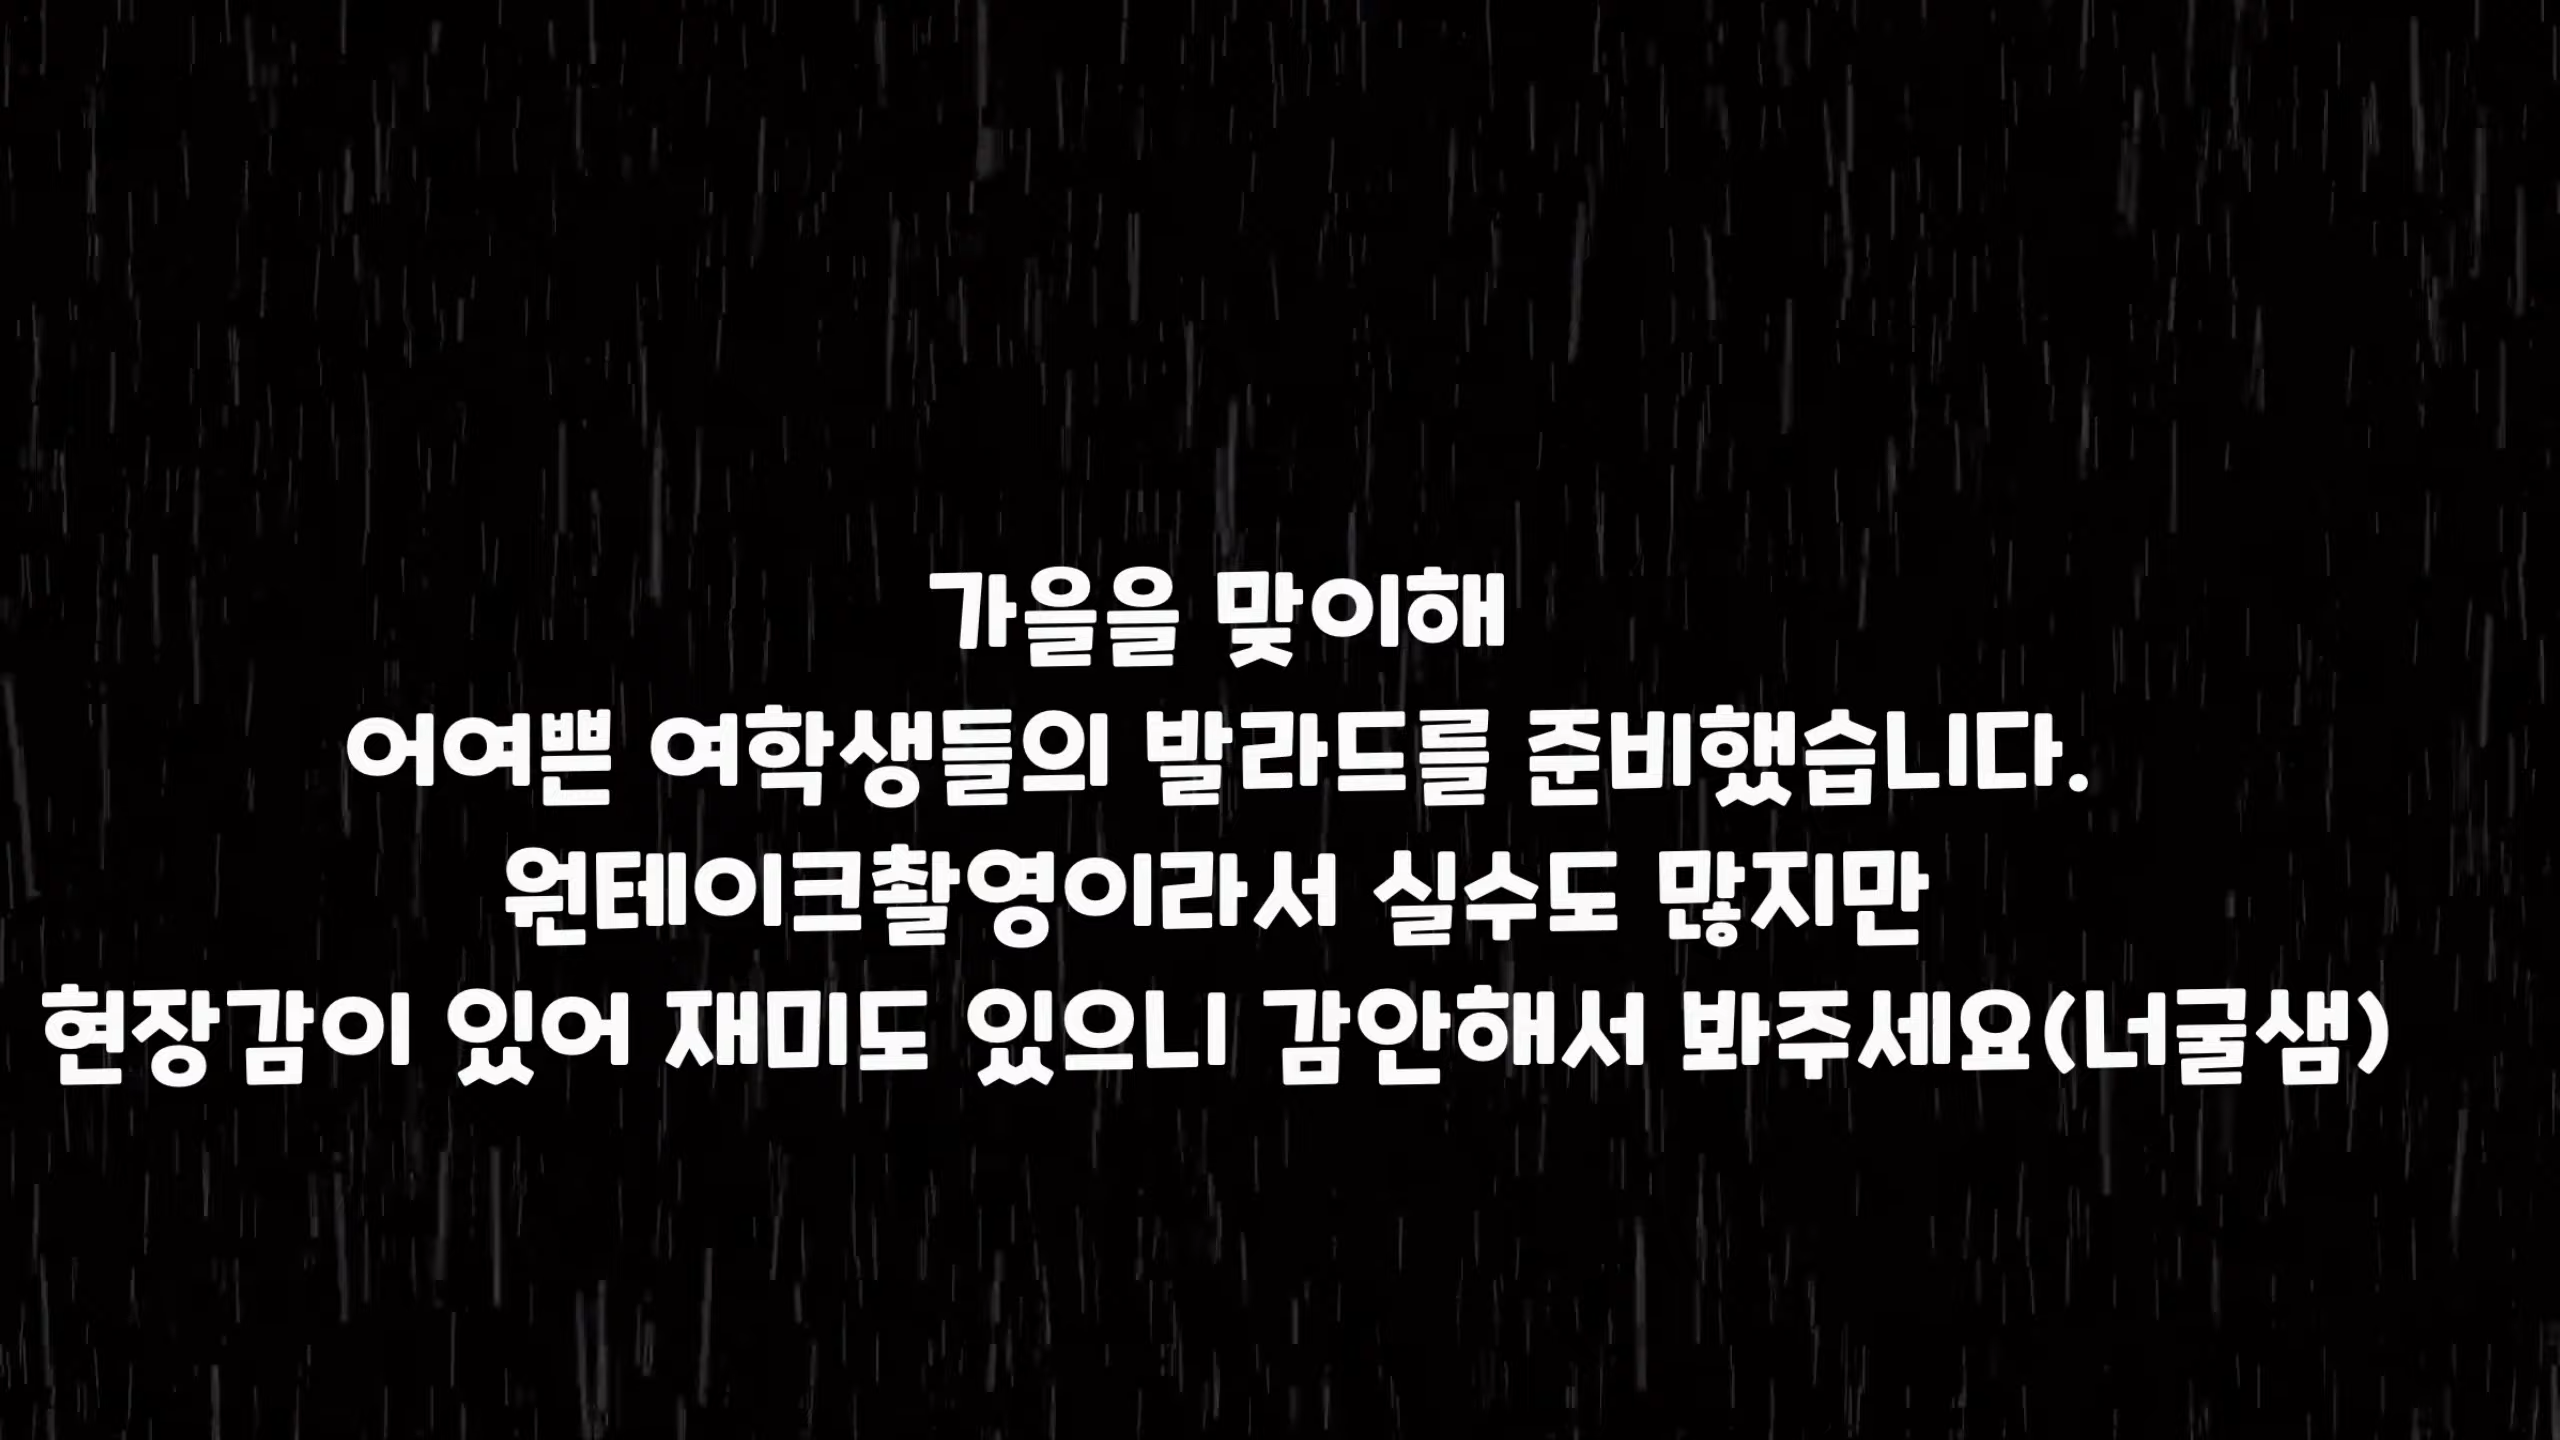 가을을 맞이해
어여쁜 여학생들의 발라드를 준비했습니다.
원테이크촬영이라서 실수도 많지만
현장감이 있어 재미도 있으니 감안해서 봐주세요(너굴샘)